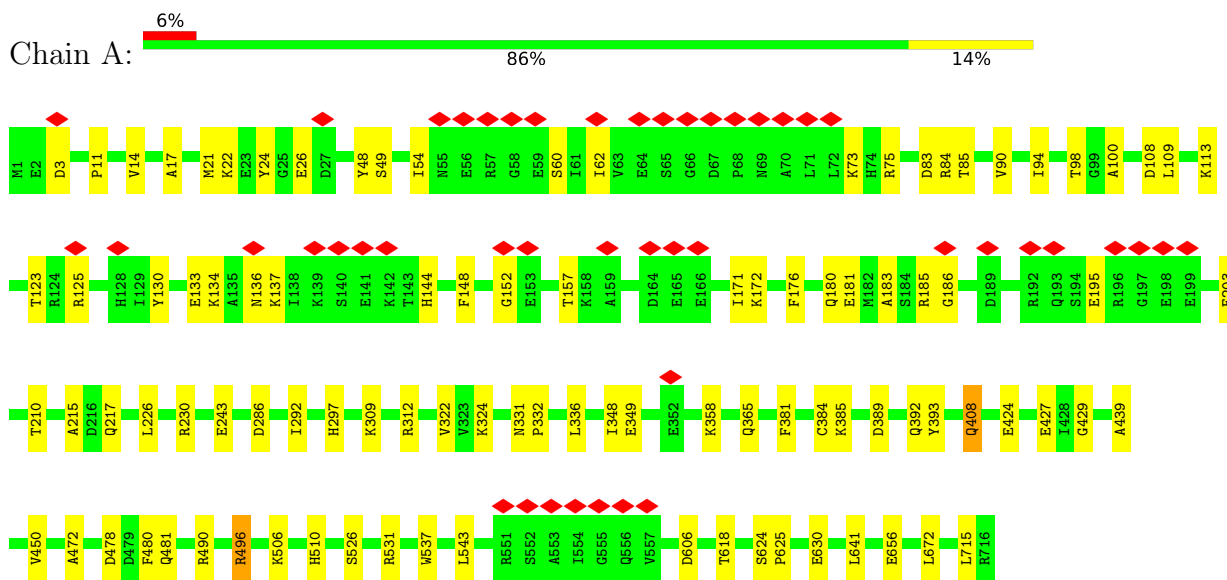 6%
Chain A:
86% 14%
M1 E2 D3 P11 V14 A17 M21 K22 E23 Y24 G25 E26 D27 Y48 S49 I54 N55 E56 R57 G58 E59 S60 I61 I62 V63 E64 S65 G66 D67 P68 N69 A70 L71 L72 K73 H74 R75 D83 R84 T85 V90 I94 T98 G99 A100 D108 L109 K113
T123 R124 R125 H128 I129 Y130 E133 K134 A135 N136 K137 I138 K139 S140 E141 K142 T143 H144 F148 G152 E153 T157 K158 A159 D164 E165 E166 I171 K172 F176 Q180 E181 M182 A183 S184 R185 G186 D189 R192 Q193 S194 E195 R196 G197 E198 E199
T210 A215 D216 Q217 L226 R230 E243 D286 I292 H297 K309 R312 V322 V323 K324 N331 P332 L336 I348 E349 E352 K358 Q365 F381 C384 K385 D389 Q392 Y393 Q408 E424 E427 I428 G429 A439
V450 A472 D478 D479 F480 Q481 R490 R496 K506 H510 S526 R531 W537 L543 R551 S552 A553 I554 G555 Q556 V557 D606 T618 S624 P625 E630 L641 E656 L672 L715 R716